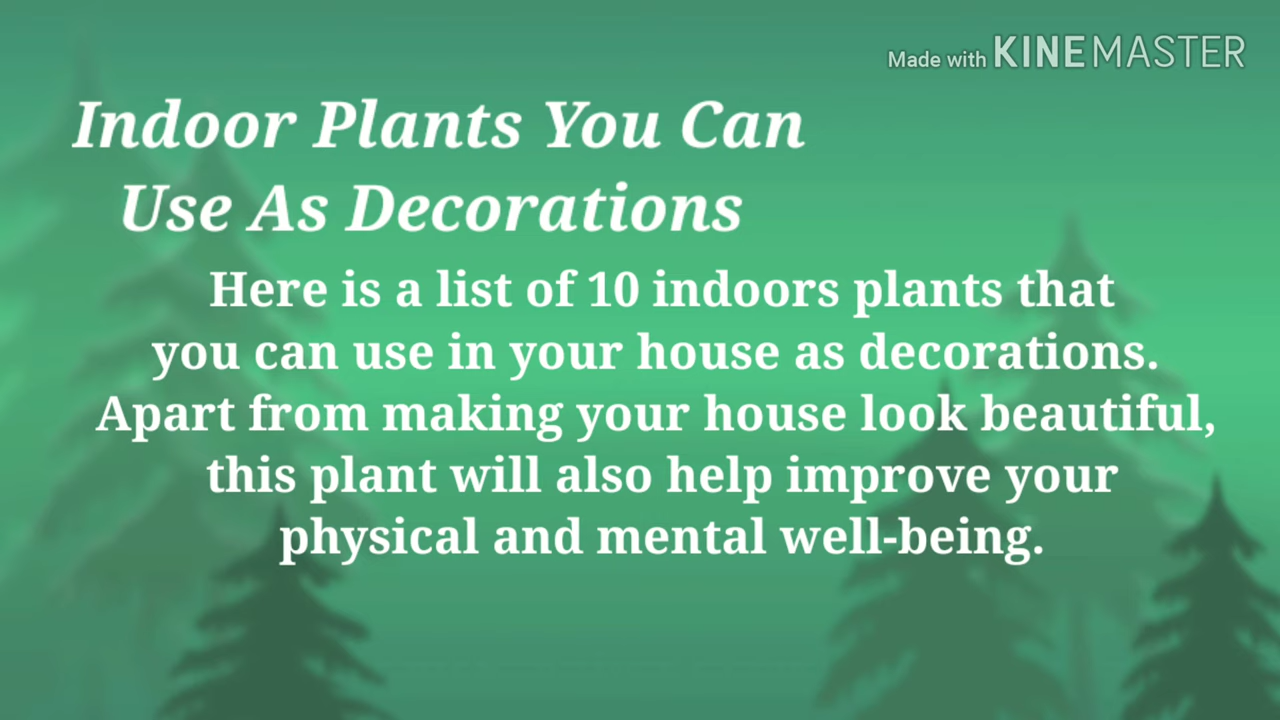 Made with KINEMASTER
Indoor Plants You Can
Use As Decorations
Here is a list of 10 indoors plants that
you can use in your house as decorations.
Apart from making your house look beautiful,
this plant will also help improve your
physical and mental well-being.